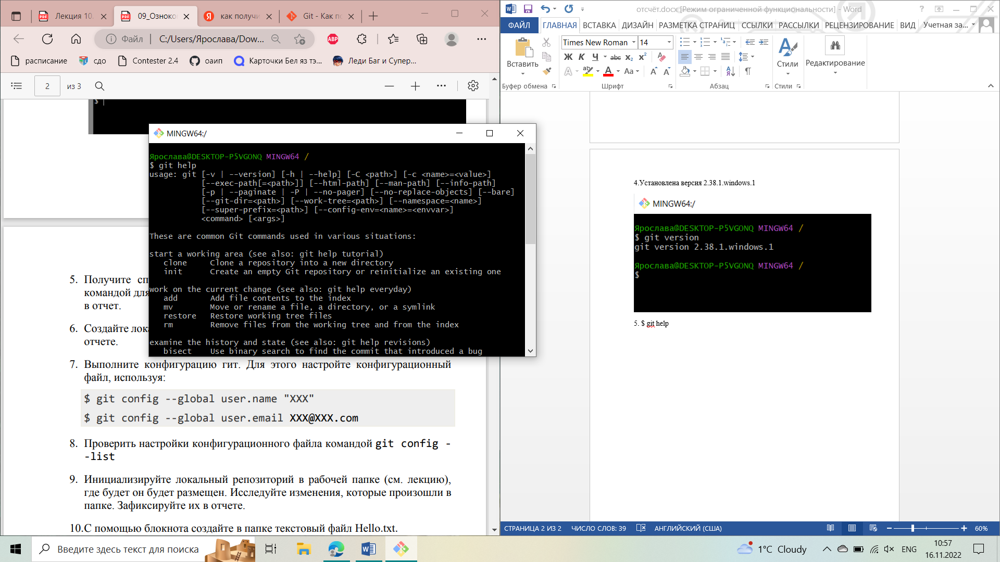 Лекция 10.
09_Озноко
как получи
Git - Как по
Файл
C:/Users/Ярослава/Dow...
ABP
расписание
сдо
Contester 2.4
оаип
Карточки Бел яз тэ...
Леди Баг и Супер...
2
из 3
$
5. Получите сп
командой для
в отчет.
6. Создайте лока
отчете.
7. Выполните конфигурацию гит. Для этого настройте конфигурационный
файл, используя:
$ git config --global user.name "XXX"
$ git config --global user.email XXX@XXX.com
8. Проверить настройки конфигурационного файла командой git config -
-list
9. Инициализируйте локальный репозиторий в рабочей папке (см. лекцию),
где будет он будет размещен. Исследуйте изменения, которые произошли в
папке. Зафиксируйте их в отчете.
10.С помощью блокнота создайте в папке текстовый файл Hello.txt.
MINGW64:/
Ярослава@DESKTOP-P5VGONQ MINGW64 /
$ git help
usage: git [-v | --version] [-h | --help] [-C <path>] [-c <name>=<value>]
[--exec-path[=<path>]] [--html-path] [--man-path] [--info-path]
[-p | --paginate | -P | --no-pager] [--no-replace-objects] [--bare]
[--git-dir=<path>] [--work-tree=<path>] [--namespace=<name>]
[--super-prefix=<path>] [--config-env=<name>=<envvar>]
<command> [<args>]
These are common Git commands used in various situations:
start a working area (see also: git help tutorial)
clone Clone a repository into a new directory
init Create an empty Git repository or reinitialize an existing one
work on the current change (see also: git help everyday)
add Add file contents to the index
mv Move or rename a file, a directory, or a symlink
restore Restore working tree files
rm Remove files from the working tree and from the index
examine the history and state (see also: git help revisions)
bisect Use binary search to find the commit that introduced a bug
отсчёт.docx [Режим ограниченной функциональности] - Word
ФАЙЛ ГЛАВНАЯ ВСТАВКА ДИЗАЙН РАЗМЕТКА СТРАНИЦ ССЫЛКИ РАССЫЛКИ РЕЦЕНЗИРОВАНИЕ ВИД Учетная за...
Вставить
Times New Roman 14
Ж К Ч abc x₂ x²
A ab A Aa A A
Стили
Редактирование
Буфер обмена Шрифт Абзац Стили
4.Установлена версия 2.38.1.windows.1
MINGW64:/
Ярослава@DESKTOP-P5VGONQ MINGW64 /
$ git version
git version 2.38.1.windows.1
Ярослава@DESKTOP-P5VGONQ MINGW64 /
$
5. $ git help
СТРАНИЦА 2 ИЗ 2 ЧИСЛО СЛОВ: 39 АНГЛИЙСКИЙ (США) 60%
Введите здесь текст для поиска
1°C Cloudy
ENG
10:57
16.11.2022